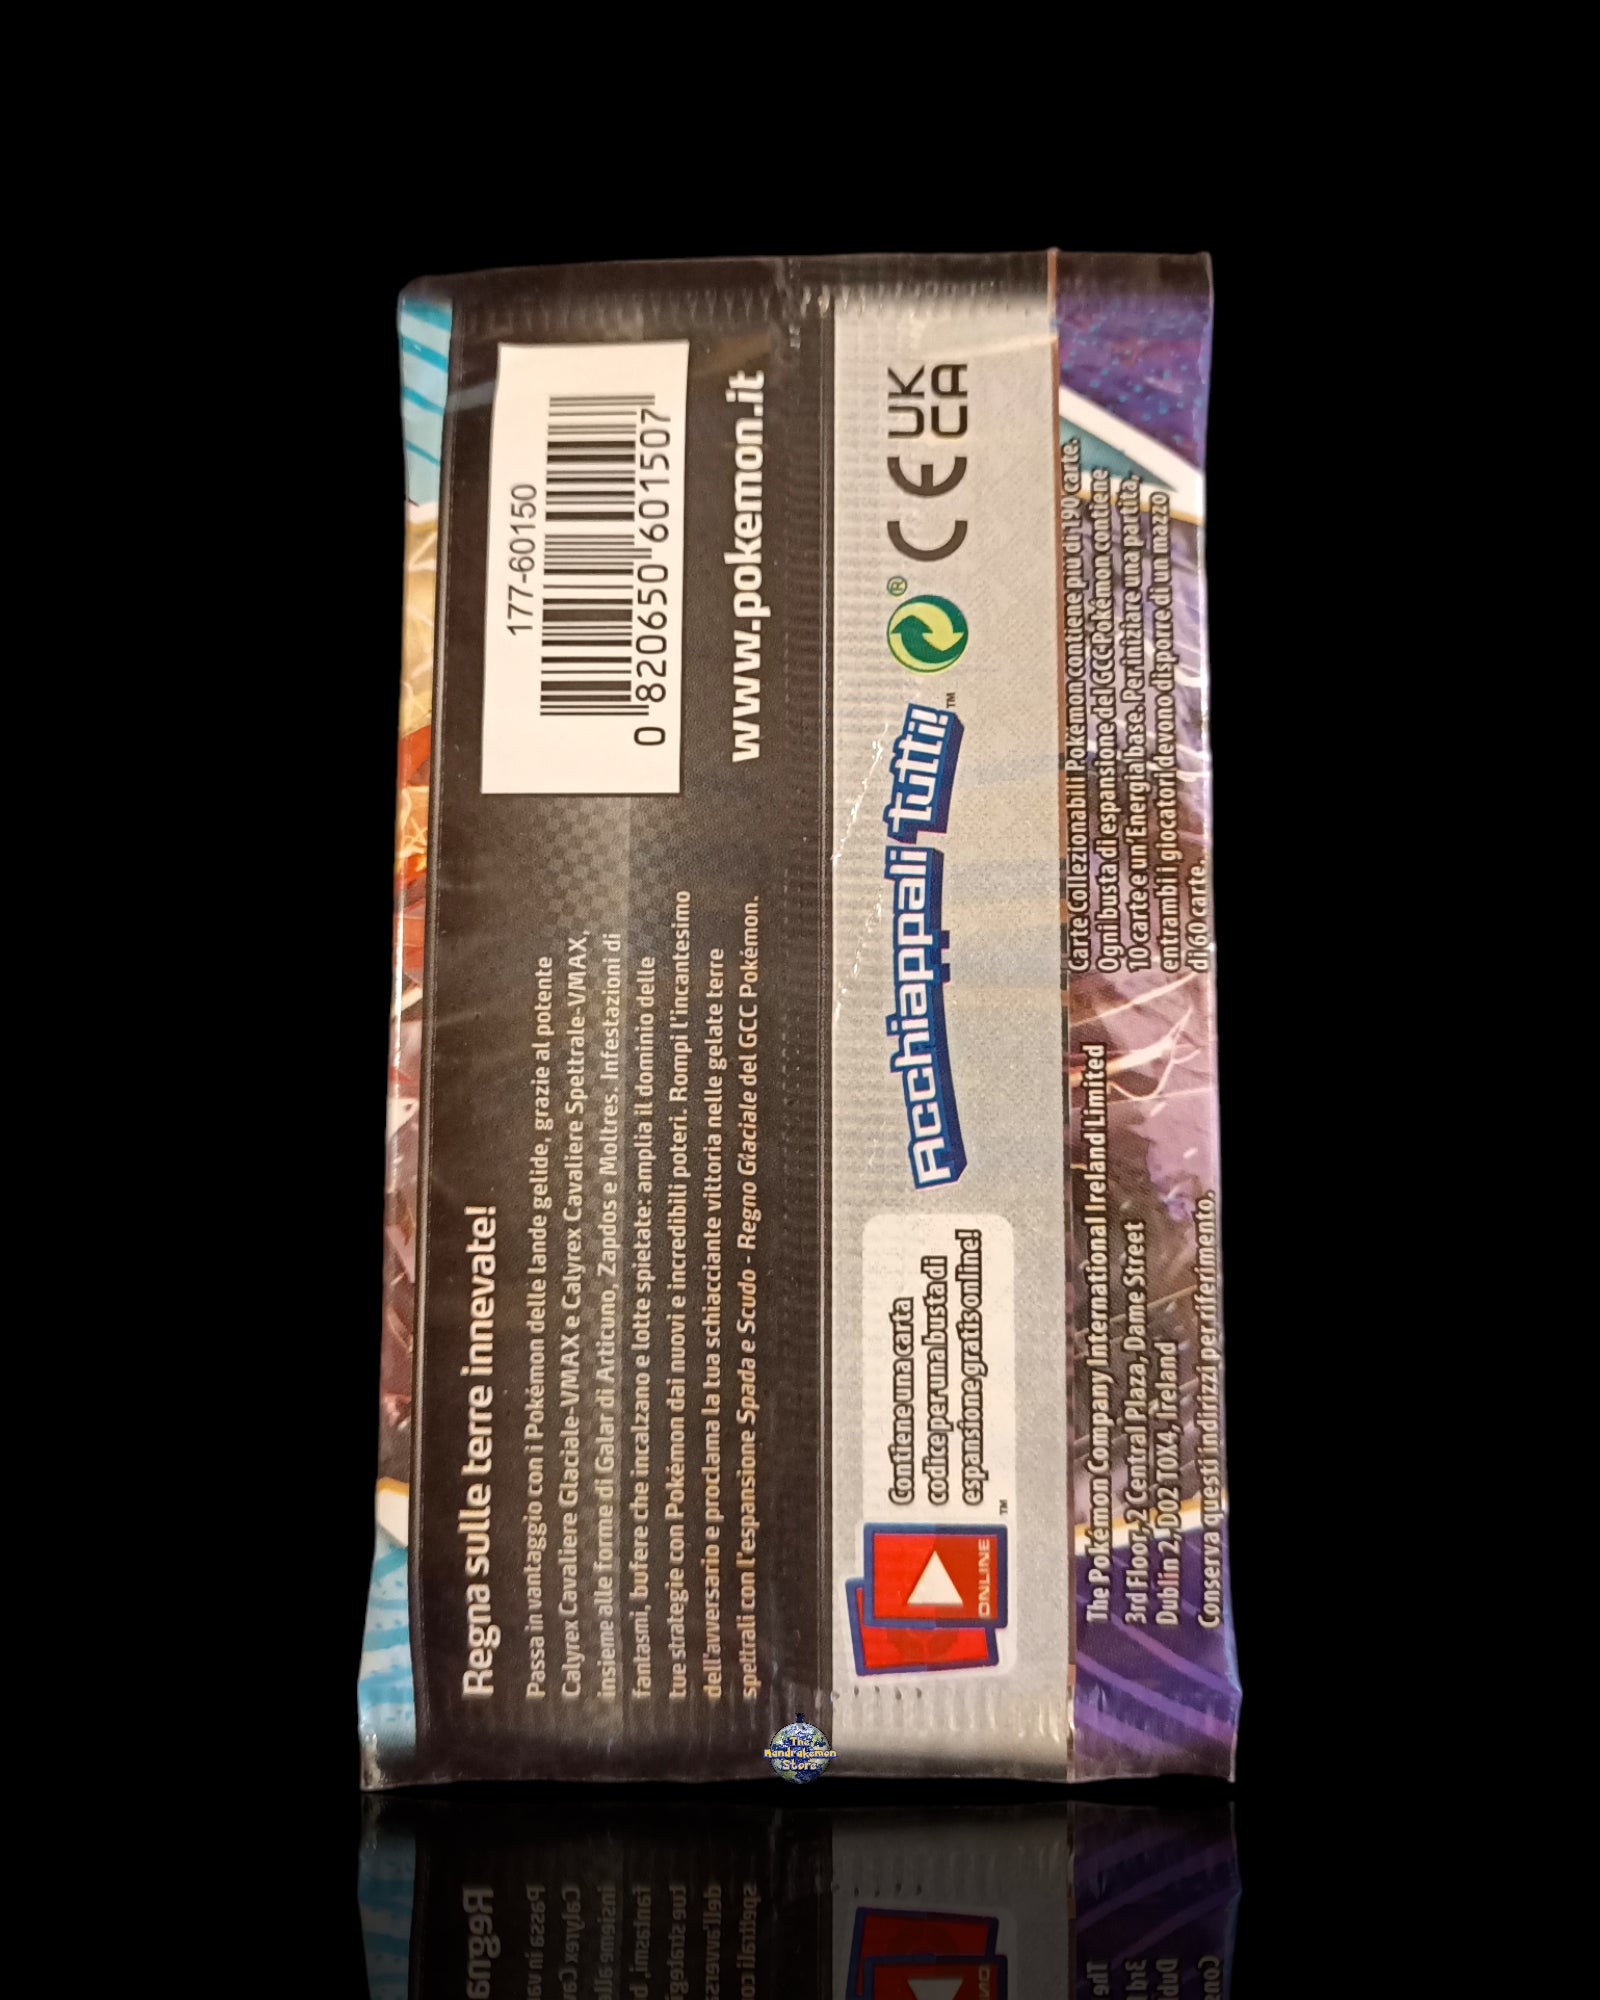 Regna sulle terre innevate!
Passa in vantaggio con i Pokémon delle lande gelide, grazie al potente
Calyrex Cavaliere Glaciale-VMAX e Calyrex Cavaliere Spettrale-VMAX,
insieme alle forme di Galar di Articuno, Zapdos e Moltres. Infestazioni di
fantasmi, bufere che incalzano e lotte spietate: amplia il dominio delle
tue strategie con Pokémon dai nuovi e incredibili poteri. Rompi l'incantesimo
dell'avversario e proclama la tua schiacciante vittoria nelle gelate terre
spettrali con l'espansione Spada e Scudo - Regno Glaciale del GCC Pokémon.
177-60150
0 820650 601507
www.pokemon.it
ONLINE
™
Contiene una carta
codice per una busta di
espansione gratis online!
Acchiappali tutti!™
®
CE
UK
CA
The Pokémon Company International Ireland Limited
3rd Floor, 2 Central Plaza, Dame Street
Dublin 2, D02 T0X4, Ireland
Conserva questi indirizzi per riferimento.
Carte Collezionabili Pokémon contiene più di 190 carte.
Ogni busta di espansione del GCC Pokémon contiene
10 carte e un'Energia base. Per iniziare una partita,
entrambi i giocatori devono disporre di un mazzo
di 60 carte.
The
Mandrakemon
Store